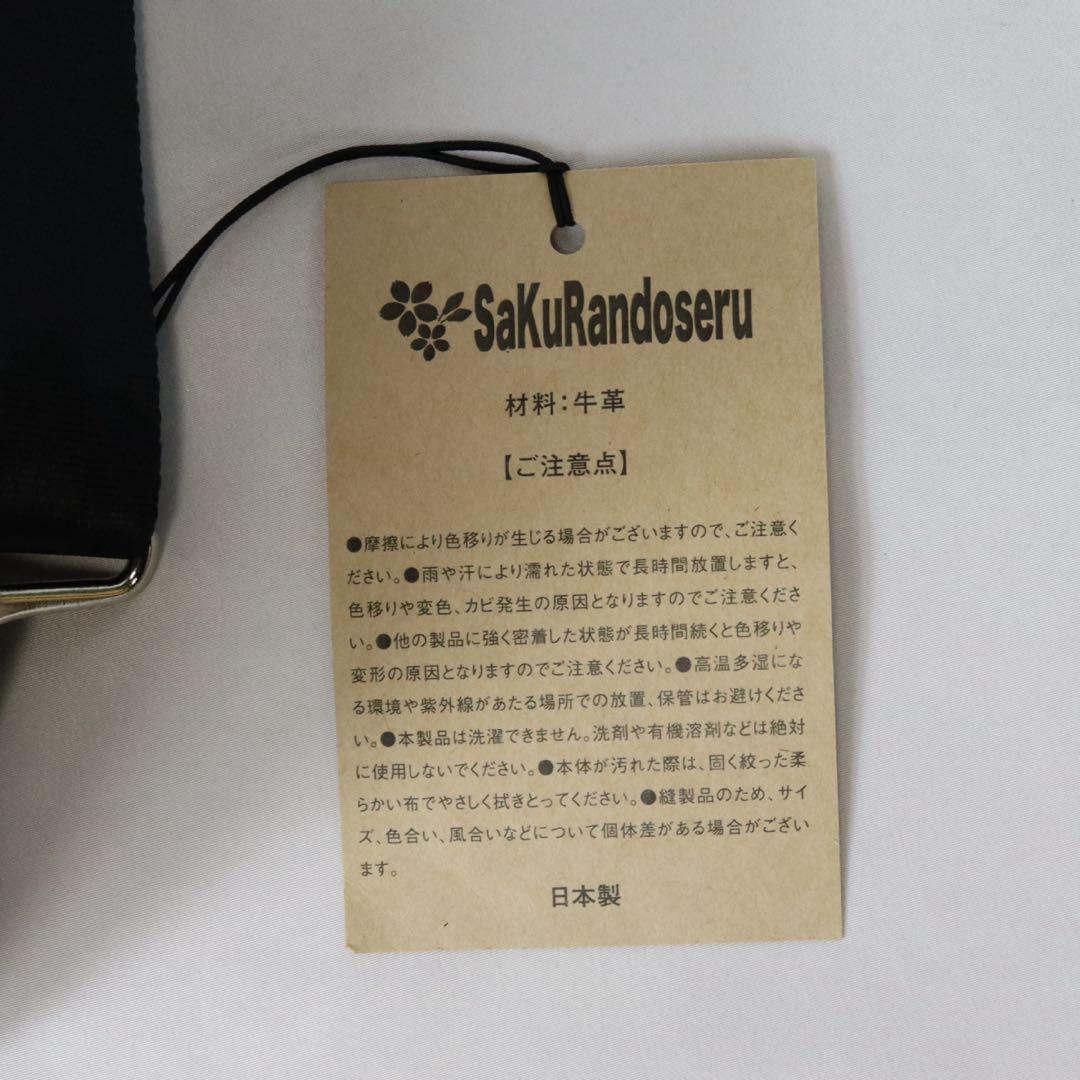 SaKuRandoseru
材料:牛革
【ご注意点】
●摩擦により色移りが生じる場合がございますので、ご注意く
ださい。●雨や汗により濡れた状態で長時間放置しますと、
色移りや変色、カビ発生の原因となりますのでご注意くださ
い。●他の製品に強く密着した状態が長時間続くと色移りや
変形の原因となりますのでご注意ください。●高温多湿にな
る環境や紫外線があたる場所での放置、保管はお避けくださ
い。●本製品は洗濯できません。洗剤や有機溶剤などは絶対
に使用しないでください。●本体が汚れた際は、固く絞った柔
らかい布でやさしく拭きとってください。●縫製品のため、サイ
ズ、色合い、風合いなどについて個体差がある場合がござい
ます。
日本製